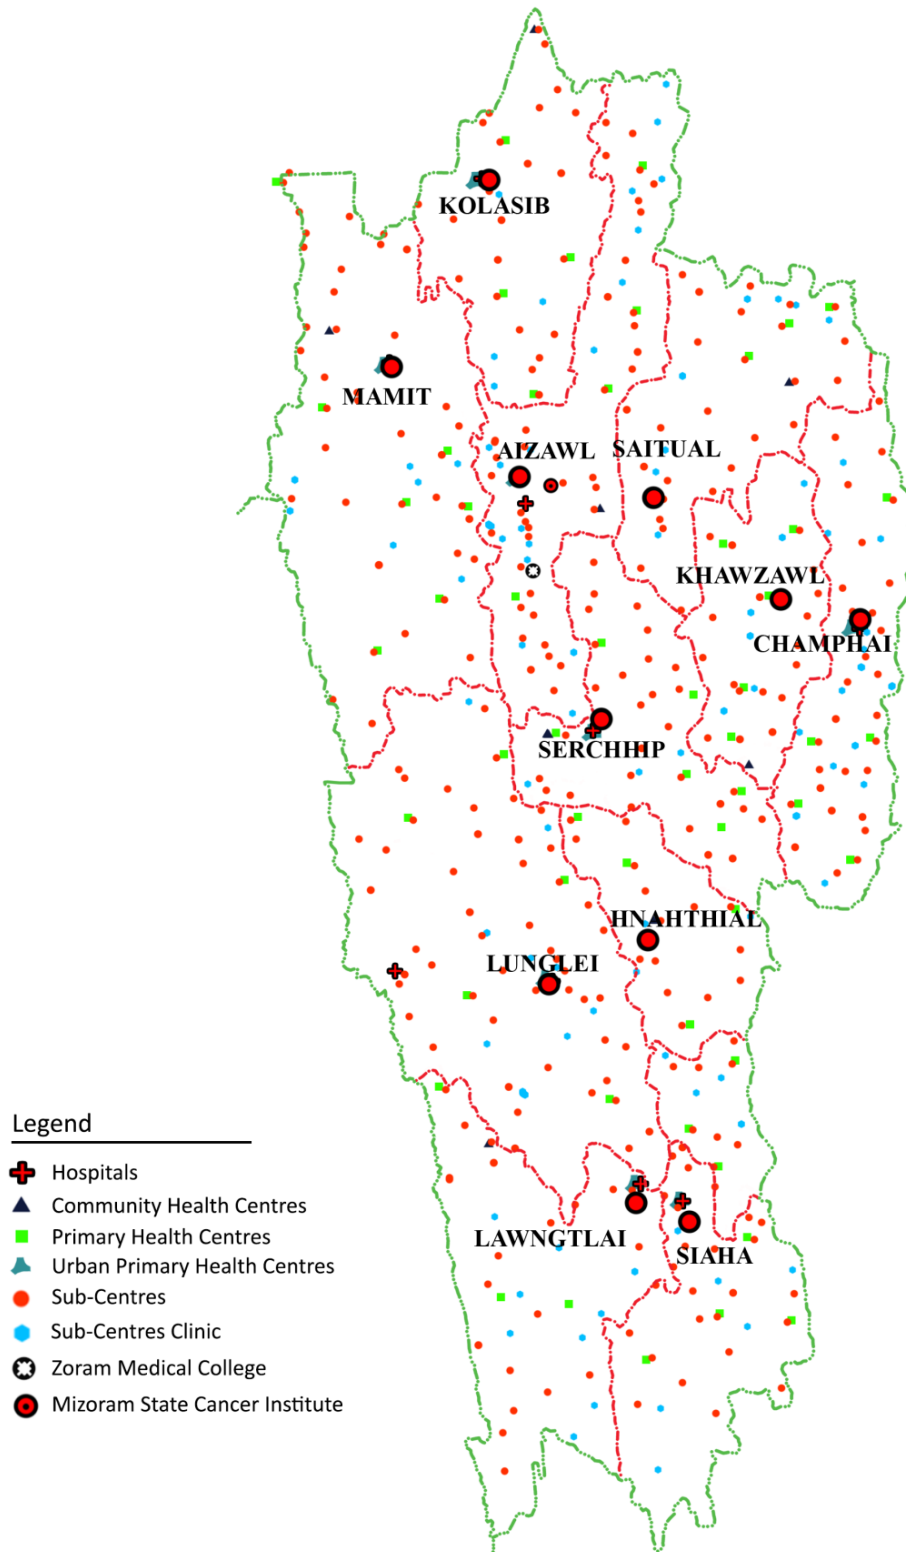 KOLASIB
MAMIT
AIZAWL
SAITUAL
KHAWZAWL
CHAMPHAI
SERCHHIP
HNAHTHIAL
LUNGLEI
LAWNGTLAI
SIAHA
Legend
Hospitals
Community Health Centres
Primary Health Centres
Urban Primary Health Centres
Sub-Centres
Sub-Centres Clinic
Zoram Medical College
Mizoram State Cancer Institute